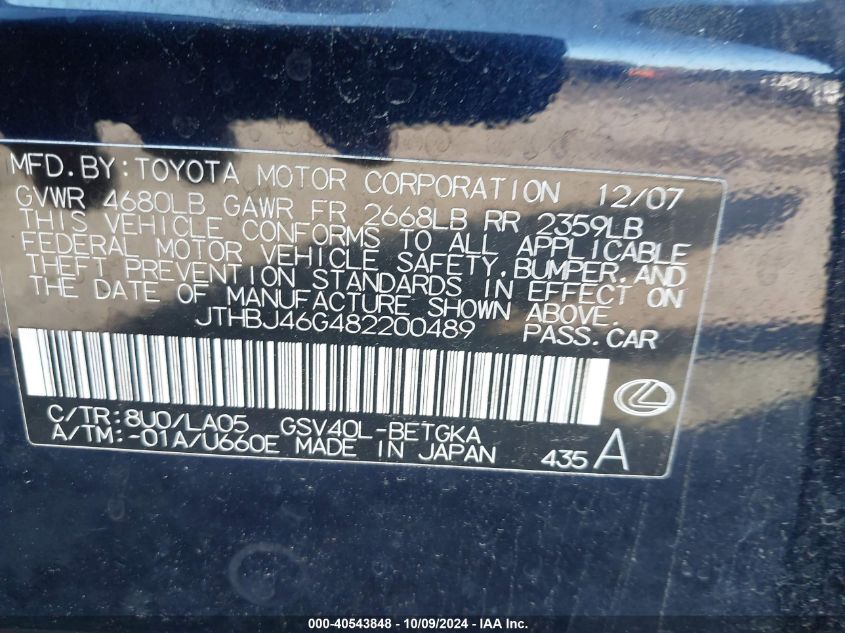 MFD.BY:TOYOTA MOTOR CORPORATION 12/07
GVWR 4680LB GAWR FR 2668LB RR 2359LB
THIS VEHICLE CONFORMS TO ALL APPLICABLE
FEDERAL MOTOR VEHICLE SAFETY,BUMPER,AND
THEFT PREVENTION STANDARDS IN EFFECT ON
THE DATE OF MANUFACTURE SHOWN ABOVE.
JTHBJ46G482200489 PASS.CAR
C/TR:8U0/LA05 GSV40L-BETGKA
A/TM:-01A/U660E MADE IN JAPAN 435 A
000-40543848 - 10/09/2024 - IAA Inc.